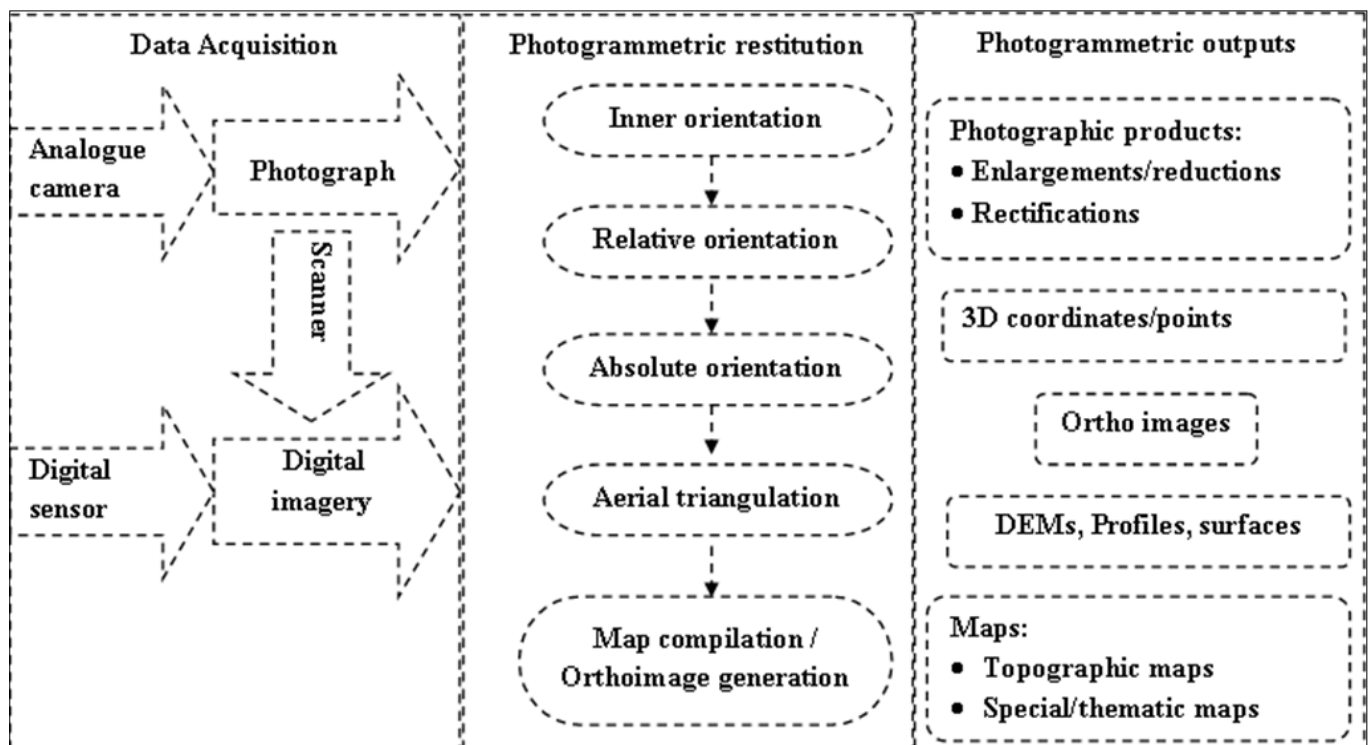 Data Acquisition
Analogue
camera
Photograph
Scanner
Digital
sensor
Digital
imagery
Photogrammetric restitution
Inner orientation
Relative orientation
Absolute orientation
Aerial triangulation
Map compilation /
Orthoimage generation
Photogrammetric outputs
Photographic products:
• Enlargements/reductions
• Rectifications
3D coordinates/points
Ortho images
DEMs, Profiles, surfaces
Maps:
• Topographic maps
• Special/thematic maps